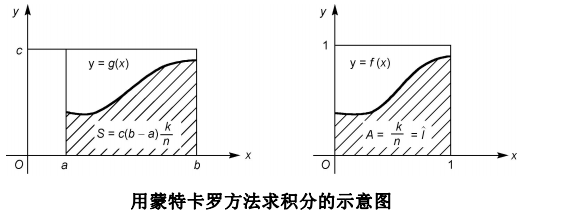 y
c
y = g(x)
S = c(b – a) k/n
O a b x
y
1
y = f (x)
A = k/n = Î
O 1 x
用蒙特卡罗方法求积分的示意图